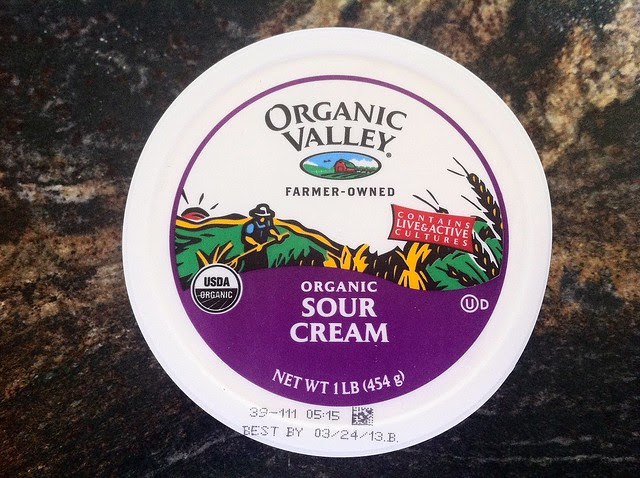 ORGANIC
VALLEY®
FARMER-OWNED
CONTAINS
LIVE & ACTIVE
CULTURES
USDA
ORGANIC
ORGANIC
SOUR
CREAM
U D
NET WT 1 LB (454 g)
39-111 05:15
BEST BY 03/24/13.B.